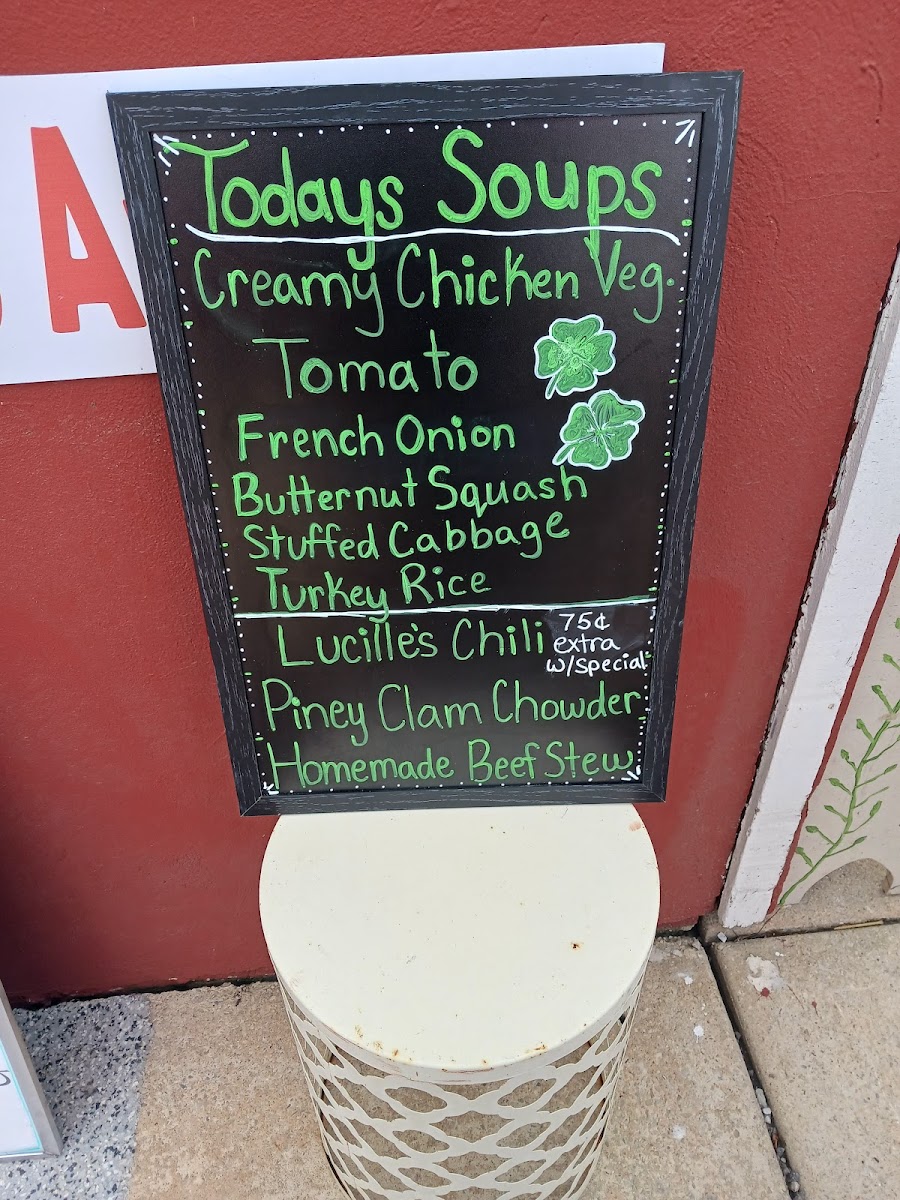 Todays Soups
Creamy Chicken Veg.
Tomato
French Onion
Butternut Squash
Stuffed Cabbage
Turkey Rice
Lucille's Chili
75¢
extra
w/special
Piney Clam Chowder
Homemade Beef Stew
A